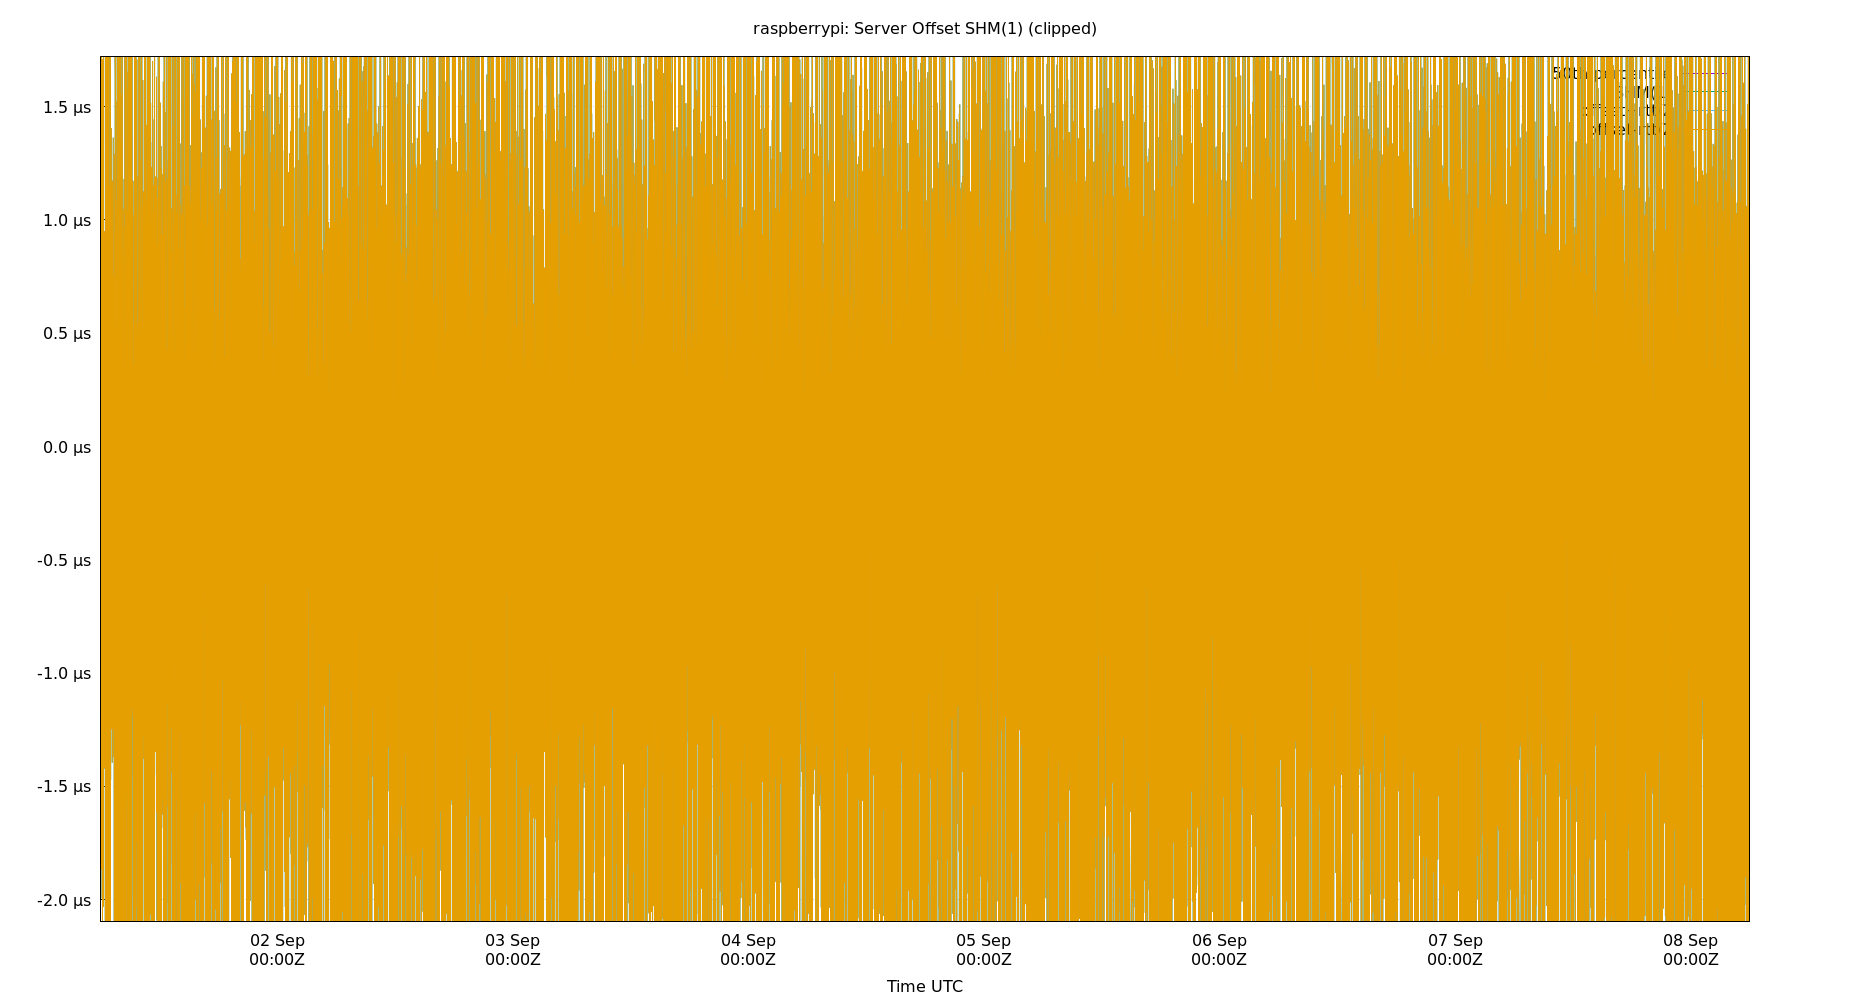 raspberrypi: Server Offset SHM(1) (clipped)
1.5 µs
1.0 µs
0.5 µs
0.0 µs
-0.5 µs
-1.0 µs
-1.5 µs
-2.0 µs
02 Sep 03 Sep 04 Sep 05 Sep 06 Sep 07 Sep 08 Sep
00:00Z 00:00Z 00:00Z 00:00Z 00:00Z 00:00Z 00:00Z
Time UTC